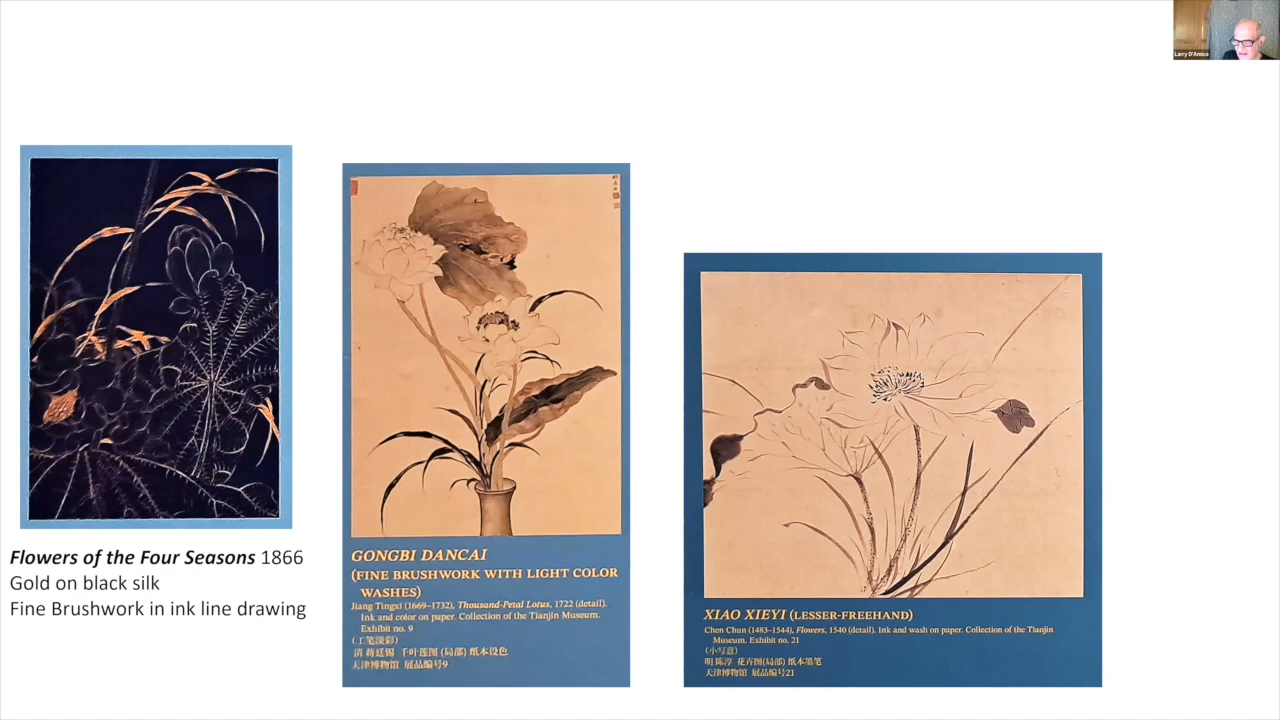 Larry D'Amico
Flowers of the Four Seasons 1866
Gold on black silk
Fine Brushwork in ink line drawing
GONGBI DANCAI
(FINE BRUSHWORK WITH LIGHT COLOR
WASHES)
Jiang Tingxi (1669–1732), Thousand-Petal Lotus, 1722 (detail).
Ink and color on paper. Collection of the Tianjin Museum.
Exhibit no. 9
(工笔淡彩)
清 蒋廷锡 千叶莲图 (局部) 纸本设色
天津博物馆 展品编号9
XIAO XIEYI (LESSER-FREEHAND)
Chen Chun (1483–1544), Flowers, 1540 (detail). Ink and wash on paper. Collection of the Tianjin
Museum. Exhibit no. 21
(小写意)
明 陈淳 花卉图(局部) 纸本墨笔
天津博物馆 展品编号21